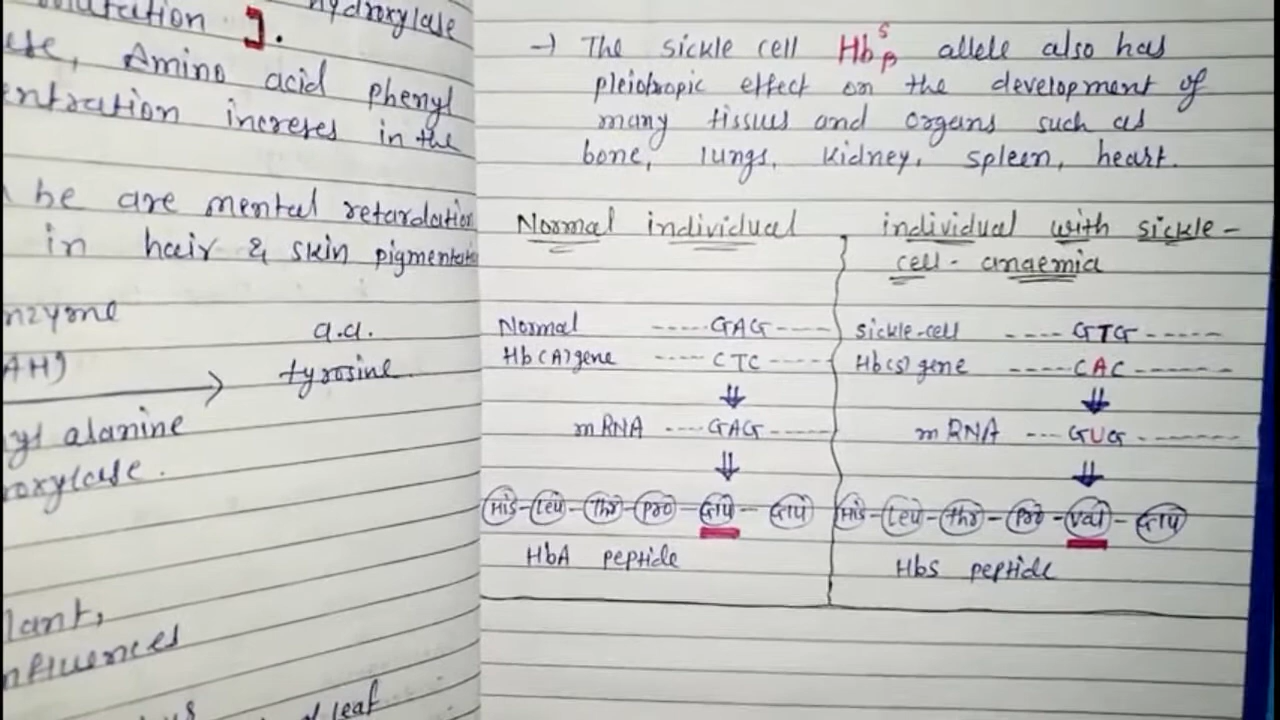 mutation ]. hydroxylase
Amino acid phenyl
increses in the
be are mental retardation
in hair & skin pigmentati
nzyme
AH)
a.a.
tyrosine
yl alanine
roxylase.
lant,
nfluences
leaf
→ The sickle cell Hb^S_β allele also has
pleiotropic effect on the development of
many tissues and organs such as
bone, lungs, kidney, spleen, heart.
Normal individual
individual with sickle-
cell-anaemia
Normal ----- GAG-----
Hb(A)gene ---- CTC ----
mRNA ---- GAG-----
His-Leu-Thr-Pro-Glu-Glu
HbA peptide
sickle-cell ---- GTG------
Hb(s) gene ----- CAC------
mRNA --- GUG-------
His-Leu-Thr-Pro-Val-Glu
HbS peptide